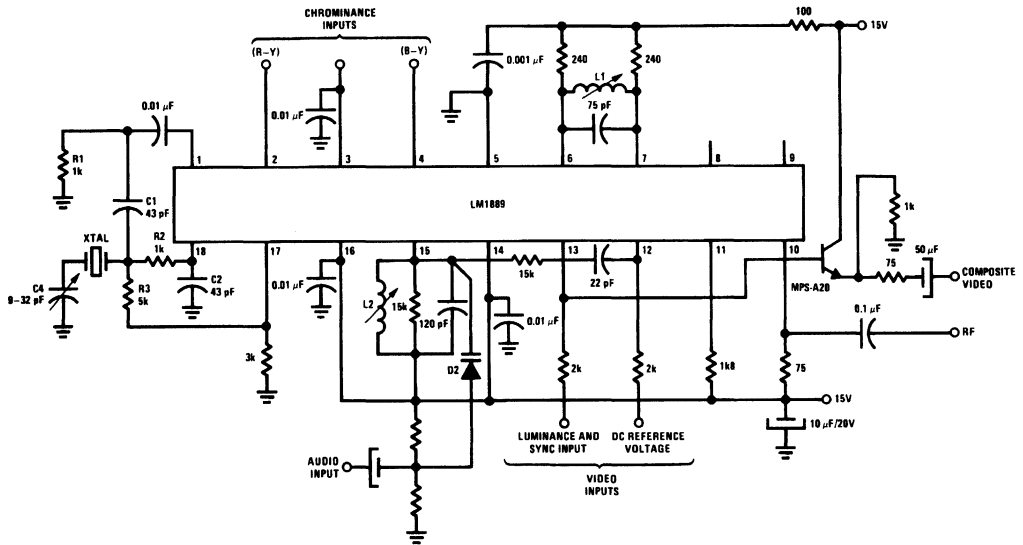 CHROMINANCE
INPUTS
(R–Y)
(B–Y)
100
15V
0.001 μF
240
240
L1
75 pF
0.01 μF
0.01 μF
R1
1k
1
2
3
4
5
6
7
8
9
C1
43 pF
LM1889
1k
XTAL
R2
1k
18
17
16
15
14
13
12
11
10
C4
9–32 pF
R3
5k
C2
43 pF
0.01 μF
L2
15k
120 pF
15k
22 pF
0.01 μF
MPS-A20
75
50 μF
COMPOSITE
VIDEO
0.1 μF
RF
3k
D2
2k
2k
1k8
75
15V
10 μF/20V
LUMINANCE AND
SYNC INPUT
DC REFERENCE
VOLTAGE
AUDIO
INPUT
VIDEO
INPUTS